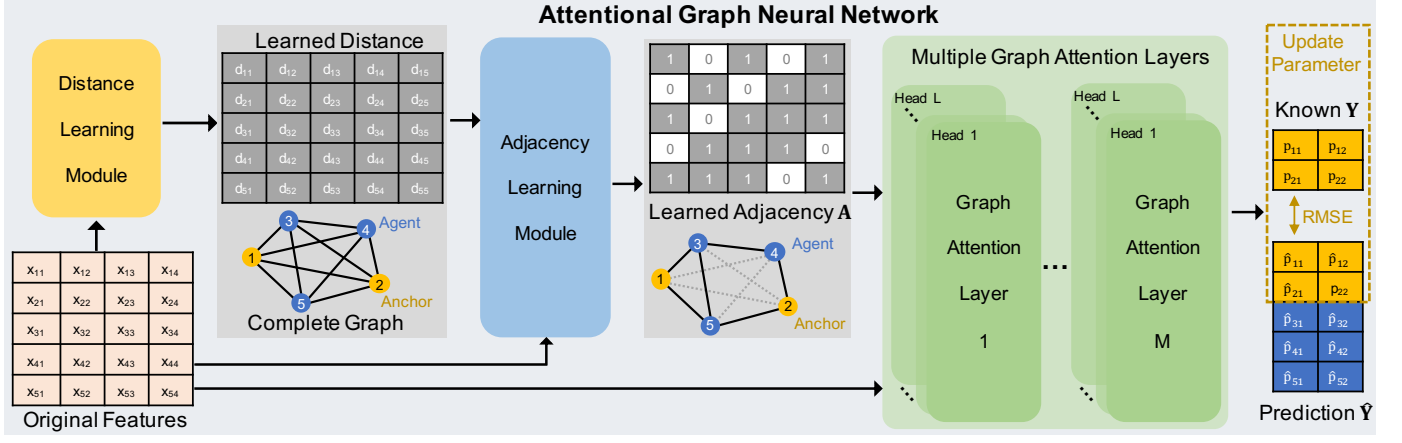 Attentional Graph Neural Network
Distance
Learning
Module
x₁₁ x₁₂ x₁₃ x₁₄
x₂₁ x₂₂ x₂₃ x₂₄
x₃₁ x₃₂ x₃₃ x₃₄
x₄₁ x₄₂ x₄₃ x₄₄
x₅₁ x₅₂ x₅₃ x₅₄
Original Features
Learned Distance
d₁₁ d₁₂ d₁₃ d₁₄ d₁₅
d₂₁ d₂₂ d₂₃ d₂₄ d₂₅
d₃₁ d₃₂ d₃₃ d₃₄ d₃₅
d₄₁ d₄₂ d₄₃ d₄₄ d₄₅
d₅₁ d₅₂ d₅₃ d₅₄ d₅₅
3
4
Agent
1
2
5
Anchor
Complete Graph
Adjacency
Learning
Module
1 0 1 0 1
0 1 0 1 1
1 0 1 1 1
0 1 1 1 0
1 1 1 0 1
Learned Adjacency A
3
4
Agent
1
2
5
Anchor
Multiple Graph Attention Layers
Head L
Head 1
Graph
Attention
Layer
1
...
Head L
Head 1
Graph
Attention
Layer
M
Update
Parameter
Known Y
p₁₁ p₁₂
p₂₁ p₂₂
RMSE
p̂₁₁ p̂₁₂
p̂₂₁ p₂₂
p̂₃₁ p̂₃₂
p̂₄₁ p̂₄₂
p̂₅₁ p̂₅₂
Prediction Ŷ